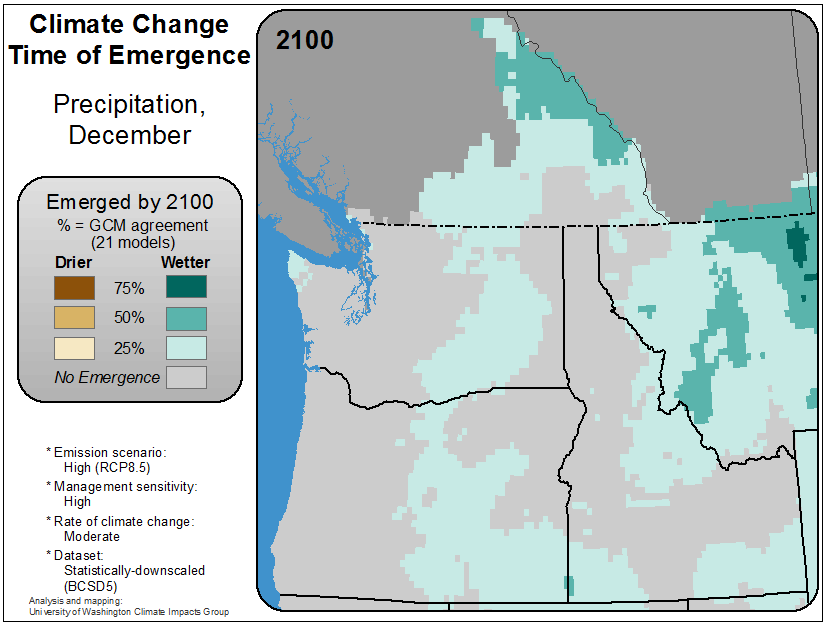 Climate Change
Time of Emergence
Precipitation,
December
Emerged by 2100
% = GCM agreement
(21 models)
Drier Wetter
75%
50%
25%
No Emergence
* Emission scenario:
High (RCP8.5)
* Management sensitivity:
High
* Rate of climate change:
Moderate
* Dataset:
Statistically-downscaled
(BCSD5)
Analysis and mapping:
University of Washington Climate Impacts Group
2100